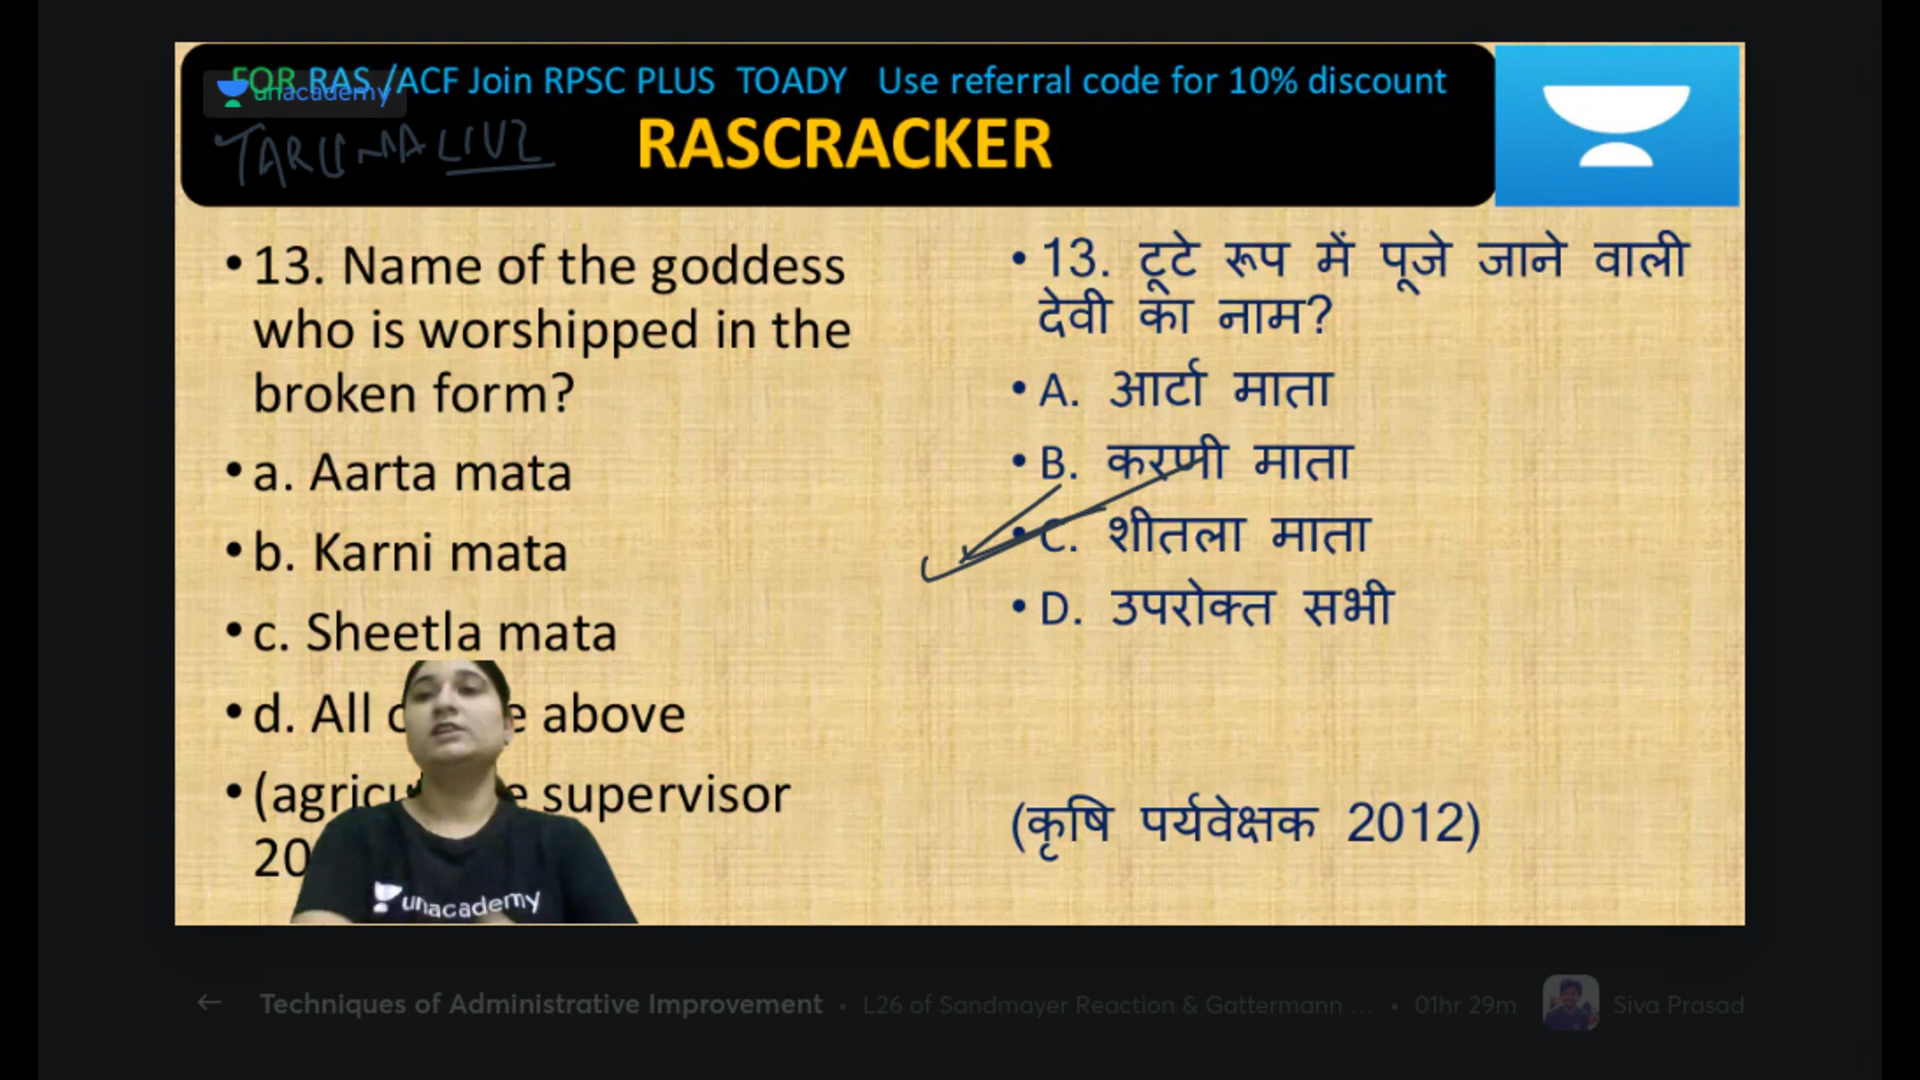 FOR RAS /ACF Join RPSC PLUS TOADY Use referral code for 10% discount
unacademy
RASCRACKER
• 13. Name of the goddess
who is worshipped in the
broken form?
• a. Aarta mata
• b. Karni mata
• c. Sheetla mata
• d. All above
• ( supervisor
20
• 13. टूटे रूप में पूजे जाने वाली
देवी का नाम?
• A. आर्टा माता
• B. करणी माता
• C. शीतला माता
• D. उपरोक्त सभी
(कृषि पर्यवेक्षक 2012)
unacademy
← Techniques of Administrative Improvement • L26 of Sandmayer Reaction & Gattermann ... • 01hr 29m Siva Prasad